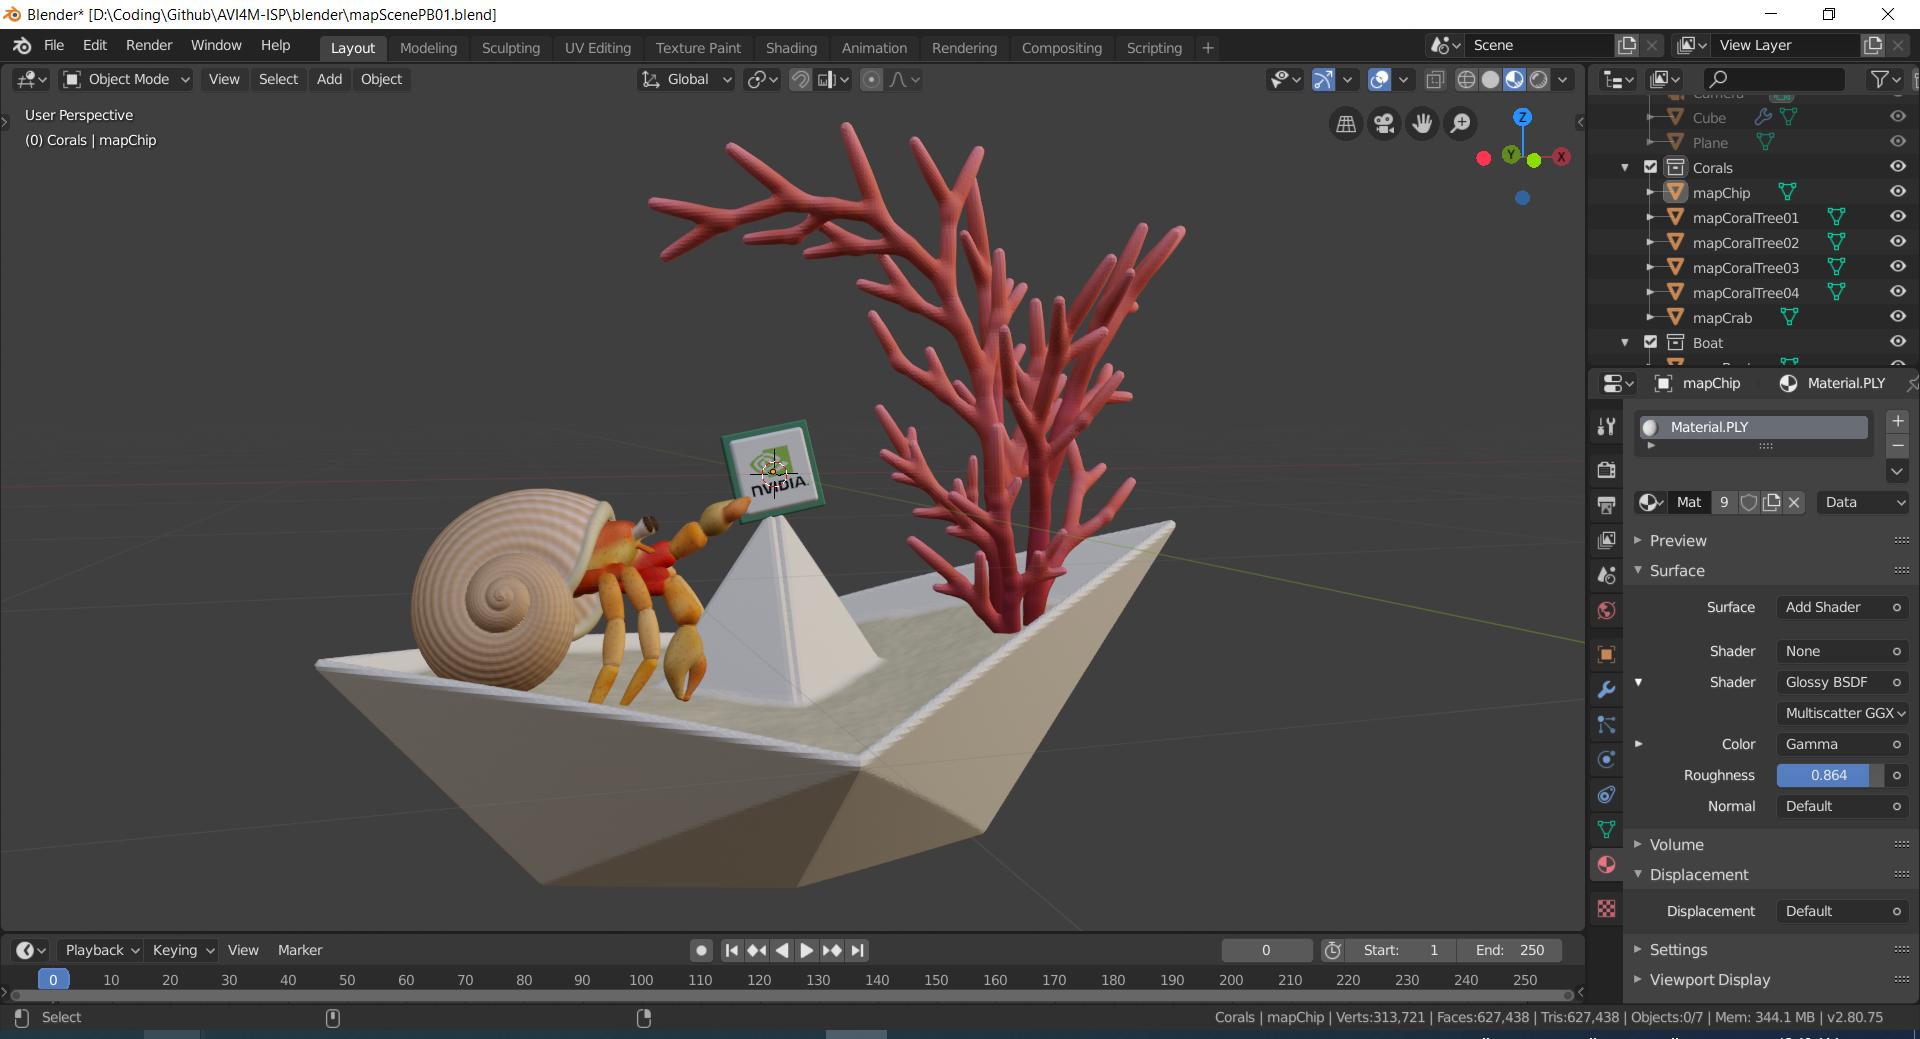 Blender* [D:\Coding\Github\AVI4M-ISP\blender\mapScenePB01.blend]
File Edit Render Window Help Layout Modeling Sculpting UV Editing Texture Paint Shading Animation Rendering Compositing Scripting + Scene View Layer
Object Mode View Select Add Object Global
User Perspective
(0) Corals | mapChip
Z
Y
X
NVIDIA
Camera
Cube
Plane
Corals
mapChip
mapCoralTree01
mapCoralTree02
mapCoralTree03
mapCoralTree04
mapCrab
Boat
mapChip Material.PLY
Material.PLY
Mat 9 Data
Preview
Surface
Surface Add Shader
Shader None
Shader Glossy BSDF
Multiscatter GGX
Color Gamma
Roughness 0.864
Normal Default
Volume
Displacement
Displacement Default
Settings
Viewport Display
Playback Keying View Marker 0 Start: 1 End: 250
0 10 20 30 40 50 60 70 80 90 100 110 120 130 140 150 160 170 180 190 200 210 220 230 240 250
Select
Corals | mapChip | Verts:313,721 | Faces:627,438 | Tris:627,438 | Objects:0/7 | Mem: 344.1 MB | v2.80.75